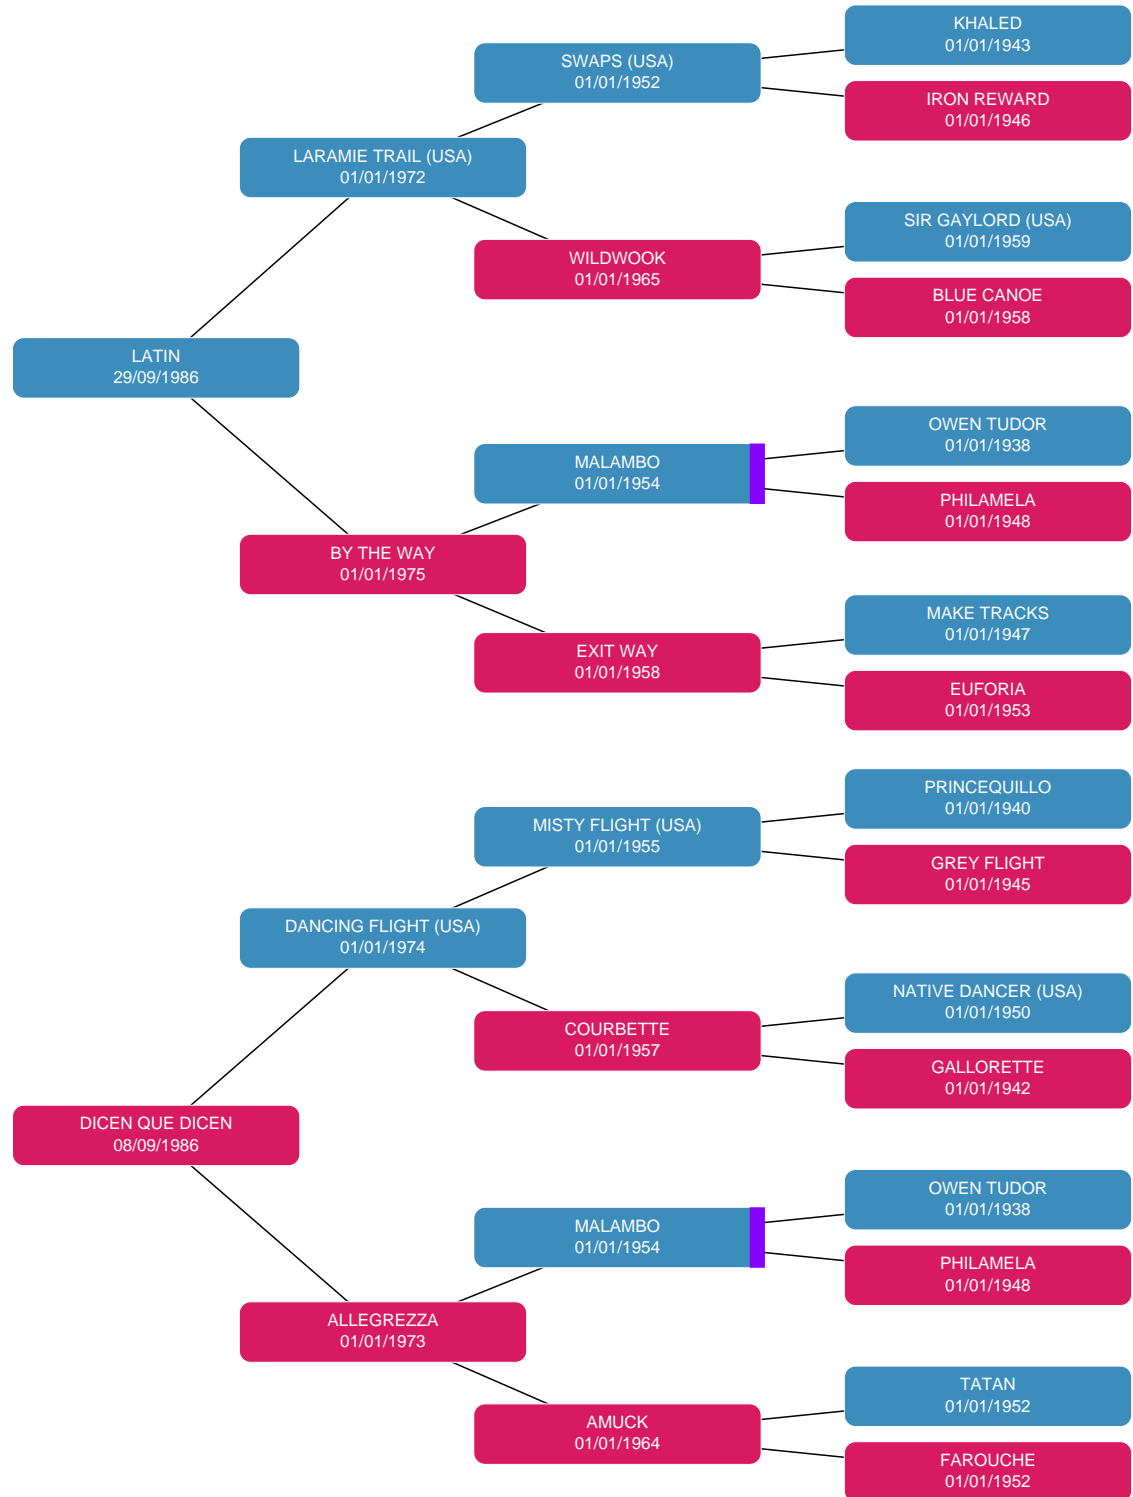 KHALED
01/01/1943
SWAPS (USA)
01/01/1952
IRON REWARD
01/01/1946
LARAMIE TRAIL (USA)
01/01/1972
SIR GAYLORD (USA)
01/01/1959
WILDWOOK
01/01/1965
BLUE CANOE
01/01/1958
LATIN
29/09/1986
OWEN TUDOR
01/01/1938
MALAMBO
01/01/1954
PHILAMELA
01/01/1948
BY THE WAY
01/01/1975
MAKE TRACKS
01/01/1947
EXIT WAY
01/01/1958
EUFORIA
01/01/1953
PRINCEQUILLO
01/01/1940
MISTY FLIGHT (USA)
01/01/1955
GREY FLIGHT
01/01/1945
DANCING FLIGHT (USA)
01/01/1974
NATIVE DANCER (USA)
01/01/1950
COURBETTE
01/01/1957
GALLORETTE
01/01/1942
DICEN QUE DICEN
08/09/1986
OWEN TUDOR
01/01/1938
MALAMBO
01/01/1954
PHILAMELA
01/01/1948
ALLEGREZZA
01/01/1973
TATAN
01/01/1952
AMUCK
01/01/1964
FAROUCHE
01/01/1952